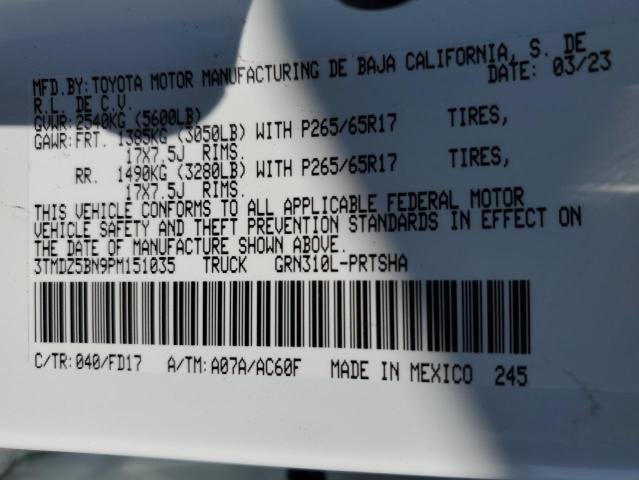 MFD.BY:TOYOTA MOTOR MANUFACTURING DE BAJA CALIFORNIA, S. DE
R.L. DE C.V. DATE: 03/23
GVWR:2540KG (5600LB)
GAWR:FRT. 1385KG (3050LB) WITH P265/65R17 TIRES,
17X7.5J RIMS.
RR. 1490KG (3280LB) WITH P265/65R17 TIRES,
17X7.5J RIMS.
THIS VEHICLE CONFORMS TO ALL APPLICABLE FEDERAL MOTOR
VEHICLE SAFETY AND THEFT PREVENTION STANDARDS IN EFFECT ON
THE DATE OF MANUFACTURE SHOWN ABOVE.
3TMDZ5BN9PM151035 TRUCK GRN310L-PRTSHA
C/TR:040/FD17 A/TM:A07A/AC60F MADE IN MEXICO 245